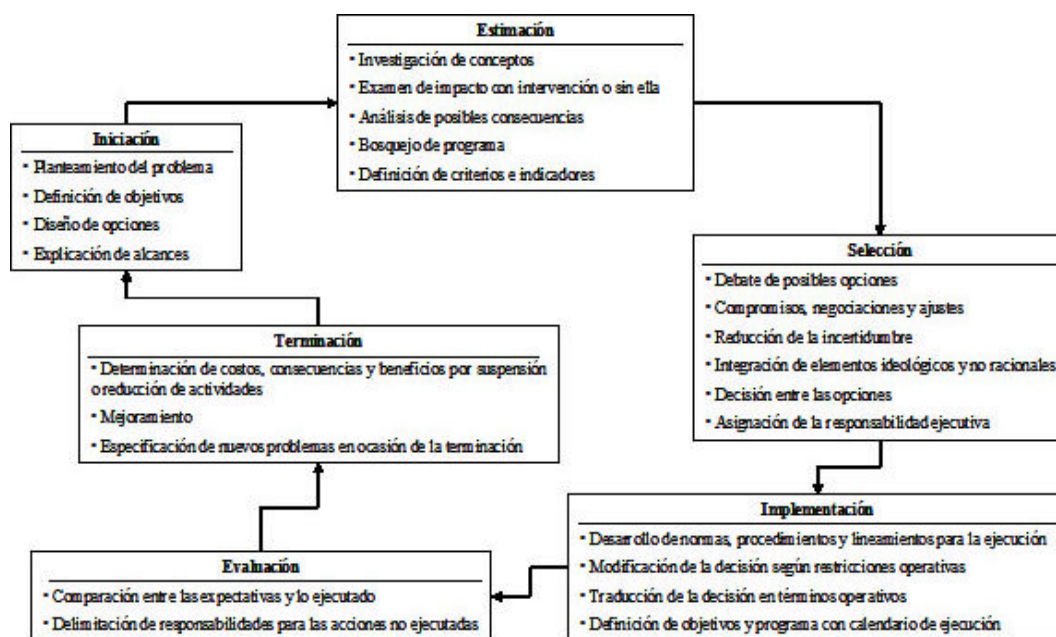 Estimación
▪ Investigación de conceptos
▪ Examen de impacto con intervención o sin ella
▪ Análisis de posibles consecuencias
▪ Bosquejo de programa
▪ Definición de criterios e indicadores
Iniciación
▪ Planteamiento del problema
▪ Definición de objetivos
▪ Diseño de opciones
▪ Explicación de alcances
Selección
▪ Debate de posibles opciones
▪ Compromisos, negociaciones y ajustes
▪ Reducción de la incertidumbre
▪ Integración de elementos ideológicos y no racionales
▪ Decisión entre las opciones
▪ Asignación de la responsabilidad ejecutiva
Terminación
▪ Determinación de costos, consecuencias y beneficios por suspensión
o reducción de actividades
▪ Mejoramiento
▪ Especificación de nuevos problemas en ocasión de la terminación
Implementación
▪ Desarrollo de normas, procedimientos y lineamientos para la ejecución
▪ Modificación de la decisión según restricciones operativas
▪ Traducción de la decisión en términos operativos
▪ Definición de objetivos y programa con calendario de ejecución
Evaluación
▪ Comparación entre las expectativas y lo ejecutado
▪ Delimitación de responsabilidades para las acciones no ejecutadas